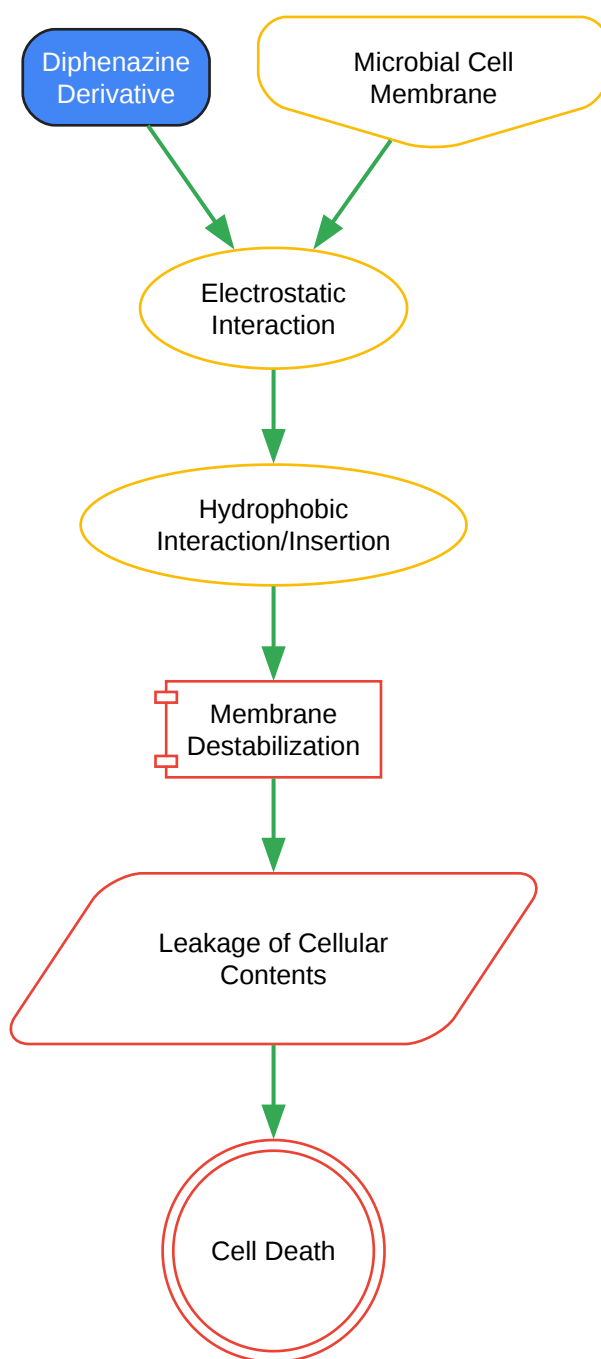 Diphenazine
Derivative
Microbial Cell
Membrane
Electrostatic
Interaction
Hydrophobic
Interaction/Insertion
Membrane
Destabilization
Leakage of Cellular
Contents
Cell Death